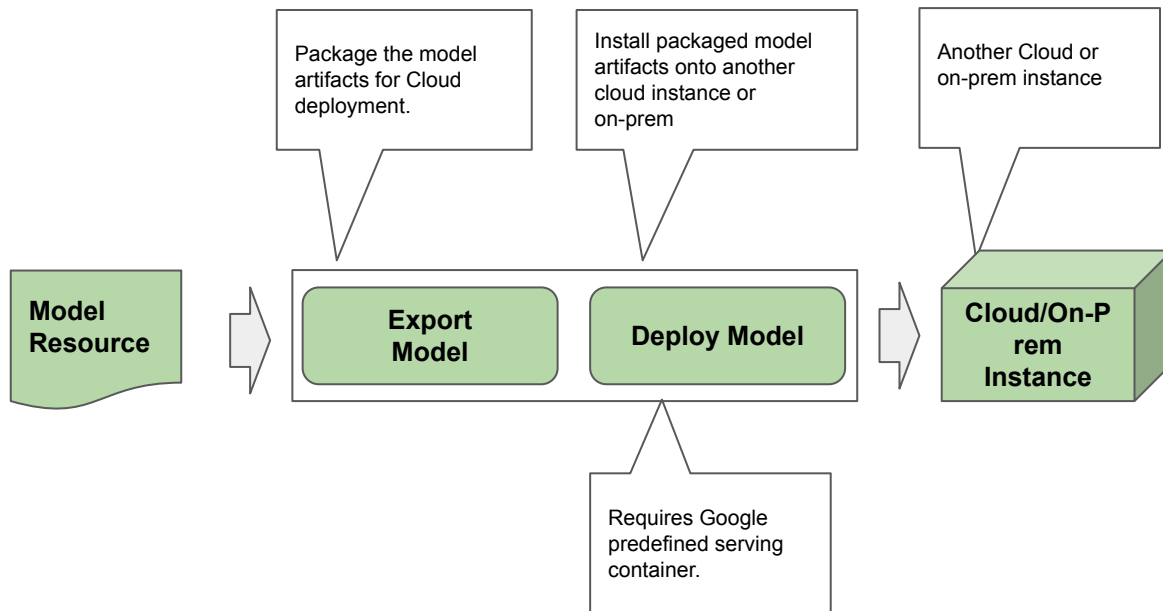 Package the model
artifacts for Cloud
deployment.
Install packaged model
artifacts onto another
cloud instance or
on-prem
Another Cloud or
on-prem instance
Model
Resource
Export
Model
Deploy Model
Cloud/On-P
rem
Instance
Requires Google
predefined serving
container.